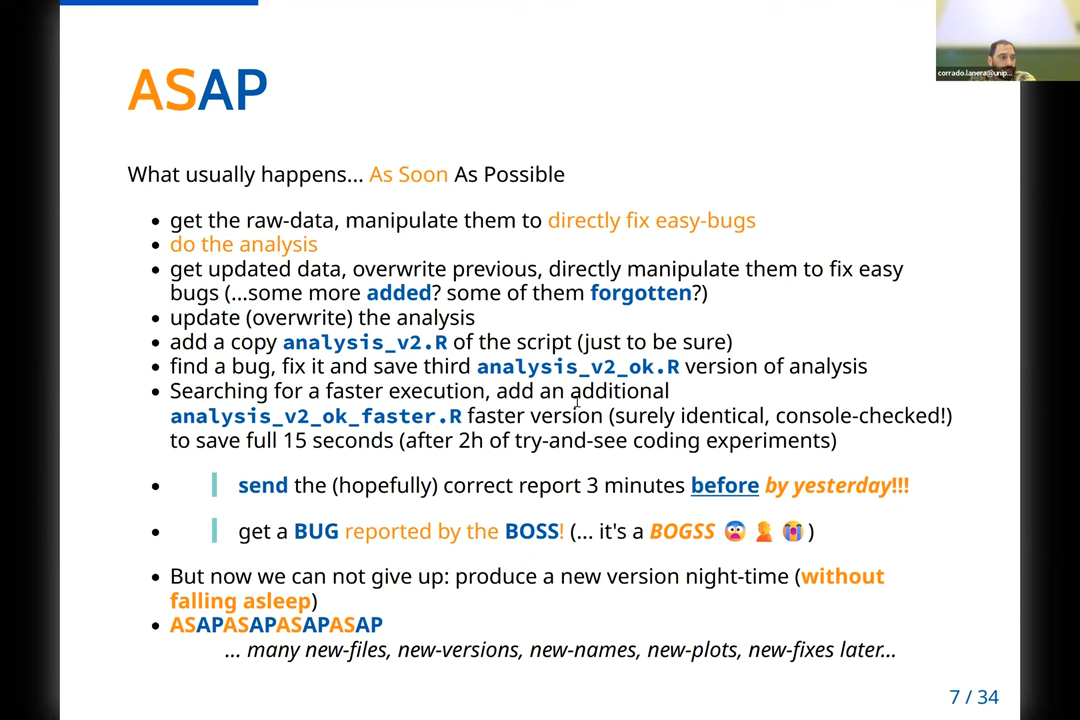 corrado.lanera@unip...
ASAP
What usually happens... As Soon As Possible
• get the raw-data, manipulate them to directly fix easy-bugs
• do the analysis
• get updated data, overwrite previous, directly manipulate them to fix easy
bugs (...some more added? some of them forgotten?)
• update (overwrite) the analysis
• add a copy analysis_v2.R of the script (just to be sure)
• find a bug, fix it and save third analysis_v2_ok.R version of analysis
• Searching for a faster execution, add an additional
analysis_v2_ok_faster.R faster version (surely identical, console-checked!)
to save full 15 seconds (after 2h of try-and-see coding experiments)
• send the (hopefully) correct report 3 minutes before by yesterday!!!
• get a BUG reported by the BOSS! (... it's a BOGSS 😨 🤦 😭)
• But now we can not give up: produce a new version night-time (without
falling asleep)
• ASAPASAPASAPASAP
... many new-files, new-versions, new-names, new-plots, new-fixes later...
7 / 34